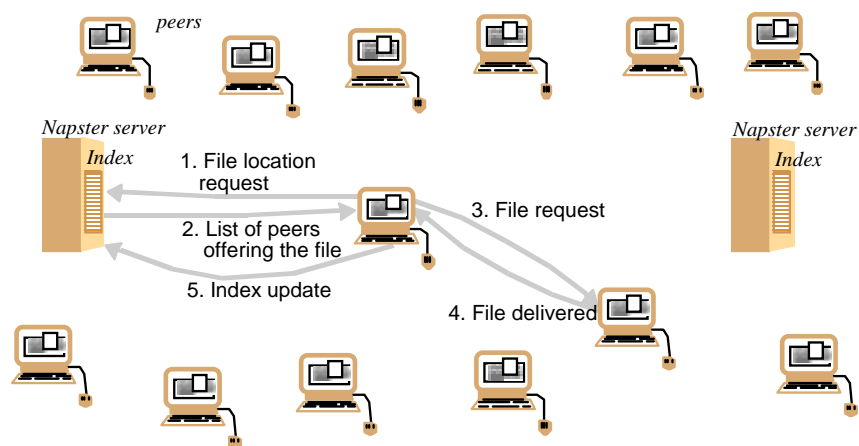 peers
Napster server
Index
Napster server
Index
1. File location
request
2. List of peers
offering the file
3. File request
5. Index update
4. File delivered